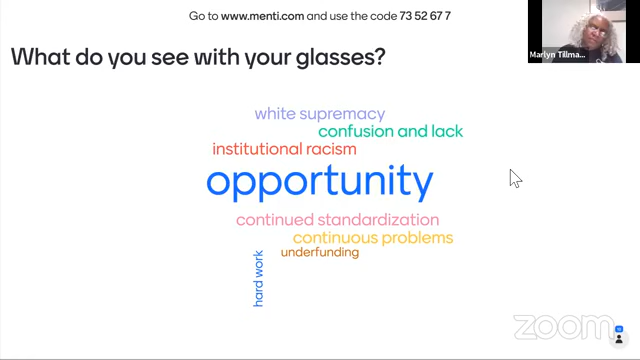 Go to www.menti.com and use the code 73 52 67 7
What do you see with your glasses?
Marlyn Tillma...
white supremacy
confusion and lack
institutional racism
opportunity
continued standardization
continuous problems
underfunding
hard work
zoom